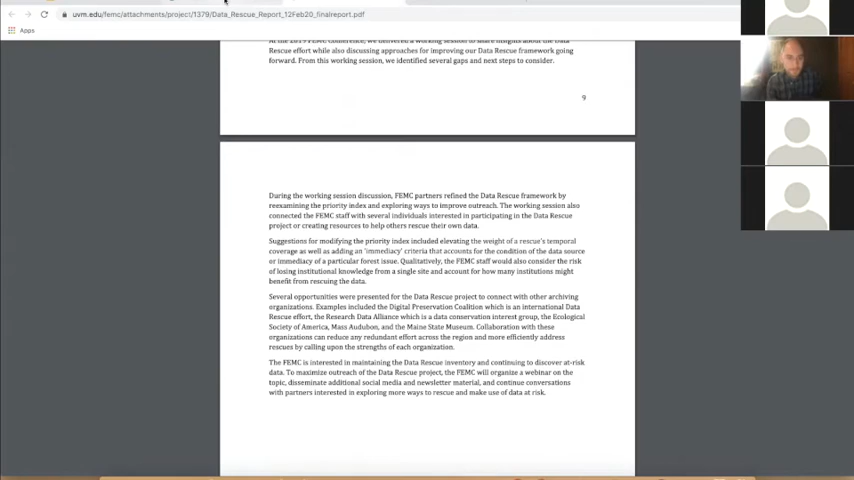 uvm.edu/femc/attachments/project/1379/Data_Rescue_Report_12Feb20_finalreport.pdf
Apps
At the 2019 FEMC Conference, we delivered a working session to share insights about the Data
Rescue effort while also discussing approaches for improving our Data Rescue framework going
forward. From this working session, we identified several gaps and next steps to consider.
9
During the working session discussion, FEMC partners refined the Data Rescue framework by
reexamining the priority index and exploring ways to improve outreach. The working session also
connected the FEMC staff with several individuals interested in participating in the Data Rescue
project or creating resources to help others rescue their own data.
Suggestions for modifying the priority index included elevating the weight of a rescue's temporal
coverage as well as adding an 'immediacy' criteria that accounts for the condition of the data source
or immediacy of a particular forest issue. Qualitatively, the FEMC staff would also consider the risk
of losing institutional knowledge from a single site and account for how many institutions might
benefit from rescuing the data.
Several opportunities were presented for the Data Rescue project to connect with other archiving
organizations. Examples included the Digital Preservation Coalition which is an international Data
Rescue effort, the Research Data Alliance which is a data conservation interest group, the Ecological
Society of America, Mass Audubon, and the Maine State Museum. Collaboration with these
organizations can reduce any redundant effort across the region and more efficiently address
rescues by calling upon the strengths of each organization.
The FEMC is interested in maintaining the Data Rescue inventory and continuing to discover at-risk
data. To maximize outreach of the Data Rescue project, the FEMC will organize a webinar on the
topic, disseminate additional social media and newsletter material, and continue conversations
with partners interested in exploring more ways to rescue and make use of data at risk.